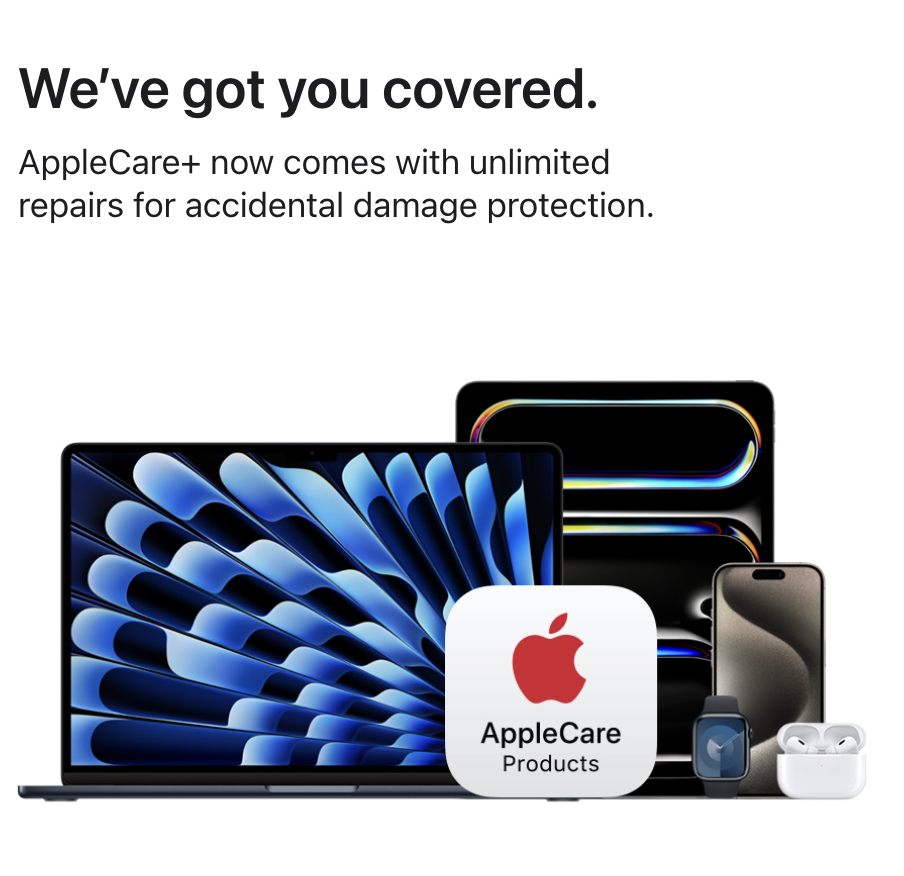 We’ve got you covered.
AppleCare+ now comes with unlimited
repairs for accidental damage protection.
AppleCare
Products